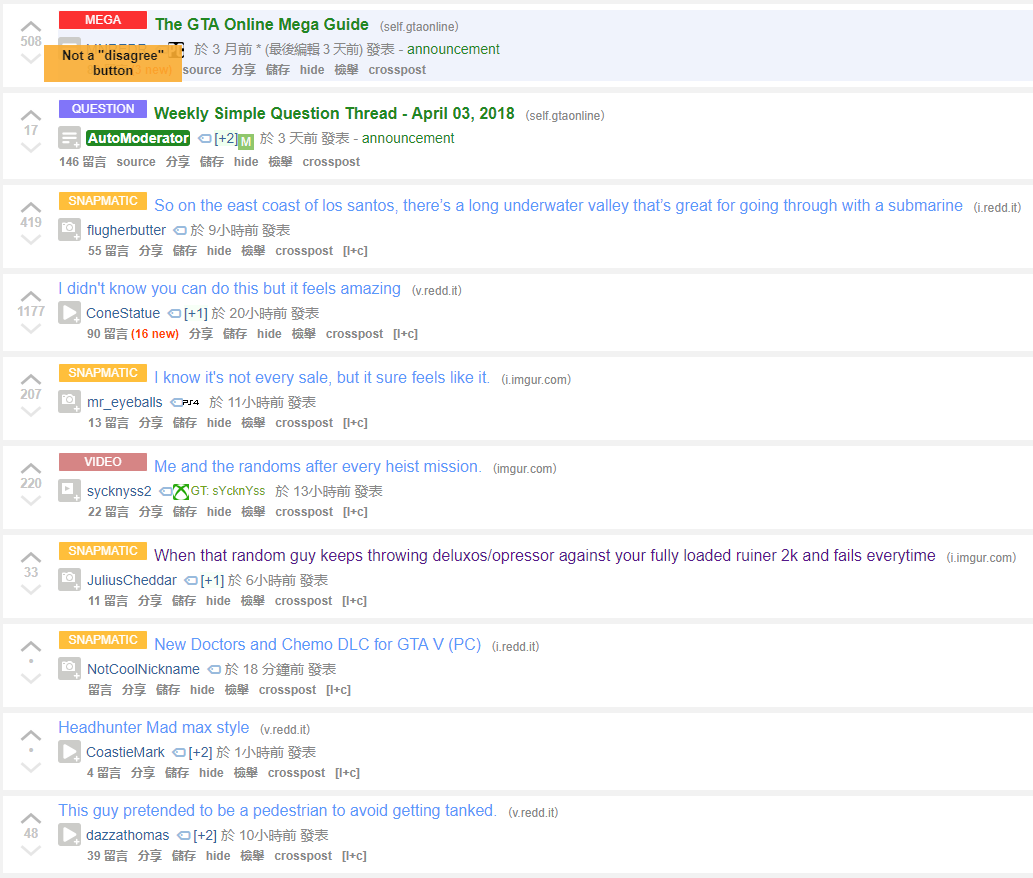 MEGA The GTA Online Mega Guide (self.gtaonline)
508
於 3 月前 * (最後編輯 3 天前) 發表 - announcement
Not a "disagree"
button
source 分享 儲存 hide 檢舉 crosspost
QUESTION Weekly Simple Question Thread - April 03, 2018 (self.gtaonline)
17
AutoModerator [+2] M 於 3 天前 發表 - announcement
146 留言 source 分享 儲存 hide 檢舉 crosspost
SNAPMATIC So on the east coast of los santos, there's a long underwater valley that's great for going through with a submarine (i.redd.it)
419
flugherbutter 於 9小時前 發表
55 留言 分享 儲存 hide 檢舉 crosspost [l+c]
I didn't know you can do this but it feels amazing (v.redd.it)
1177
ConeStatue [+1] 於 20小時前 發表
90 留言 (16 new) 分享 儲存 hide 檢舉 crosspost [l+c]
SNAPMATIC I know it's not every sale, but it sure feels like it. (i.imgur.com)
207
mr_eyeballs PS4 於 11小時前 發表
13 留言 分享 儲存 hide 檢舉 crosspost [l+c]
VIDEO Me and the randoms after every heist mission. (imgur.com)
220
sycknyss2 GT: sYcknYss 於 13小時前 發表
22 留言 分享 儲存 hide 檢舉 crosspost [l+c]
SNAPMATIC When that random guy keeps throwing deluxos/opressor against your fully loaded ruiner 2k and fails everytime (i.imgur.com)
33
JuliusCheddar [+1] 於 6小時前 發表
11 留言 分享 儲存 hide 檢舉 crosspost [l+c]
SNAPMATIC New Doctors and Chemo DLC for GTA V (PC) (i.redd.it)
•
NotCoolNickname 於 18 分鐘前 發表
留言 分享 儲存 hide 檢舉 crosspost [l+c]
Headhunter Mad max style (v.redd.it)
•
CoastieMark [+2] 於 1小時前 發表
4 留言 分享 儲存 hide 檢舉 crosspost [l+c]
This guy pretended to be a pedestrian to avoid getting tanked. (v.redd.it)
48
dazzathomas [+2] 於 10小時前 發表
39 留言 分享 儲存 hide 檢舉 crosspost [l+c]